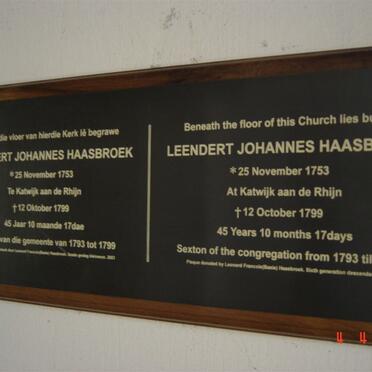 die vloer van hierdie Kerk lê begrawe
ERT JOHANNES HAASBROEK
*25 November 1753
Te Katwijk aan de Rhijn
†12 Oktober 1799
45 Jaar 10 maande 17dae
van die gemeente van 1793 tot 1799
Beneath the floor of this Church lies bu
LEENDERT JOHANNES HAASB
*25 November 1753
At Katwijk aan de Rhijn
†12 October 1799
45 Years 10 months 17days
Sexton of the congregation from 1793 til
Plaque donated by Leonard Francois(Basie) Haasbroek. Sixth generation